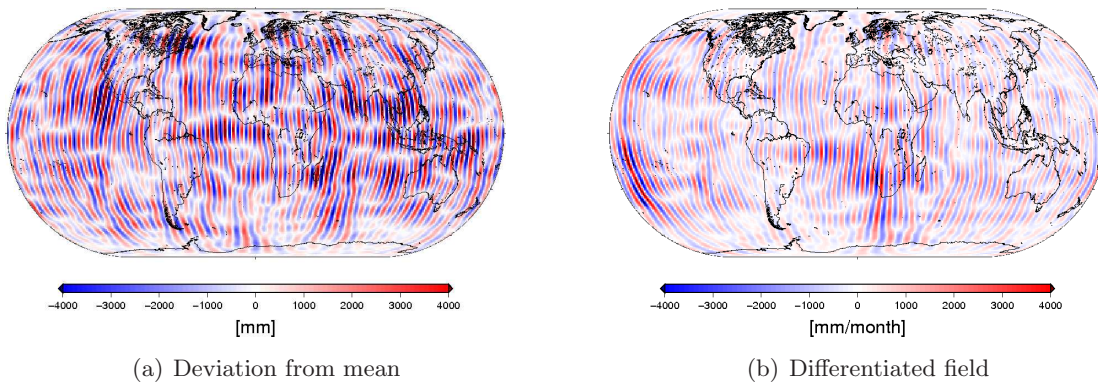 −4000 −3000 −2000 −1000 0 1000 2000 3000 4000
[mm]
(a) Deviation from mean
−4000 −3000 −2000 −1000 0 1000 2000 3000 4000
[mm/month]
(b) Differentiated field